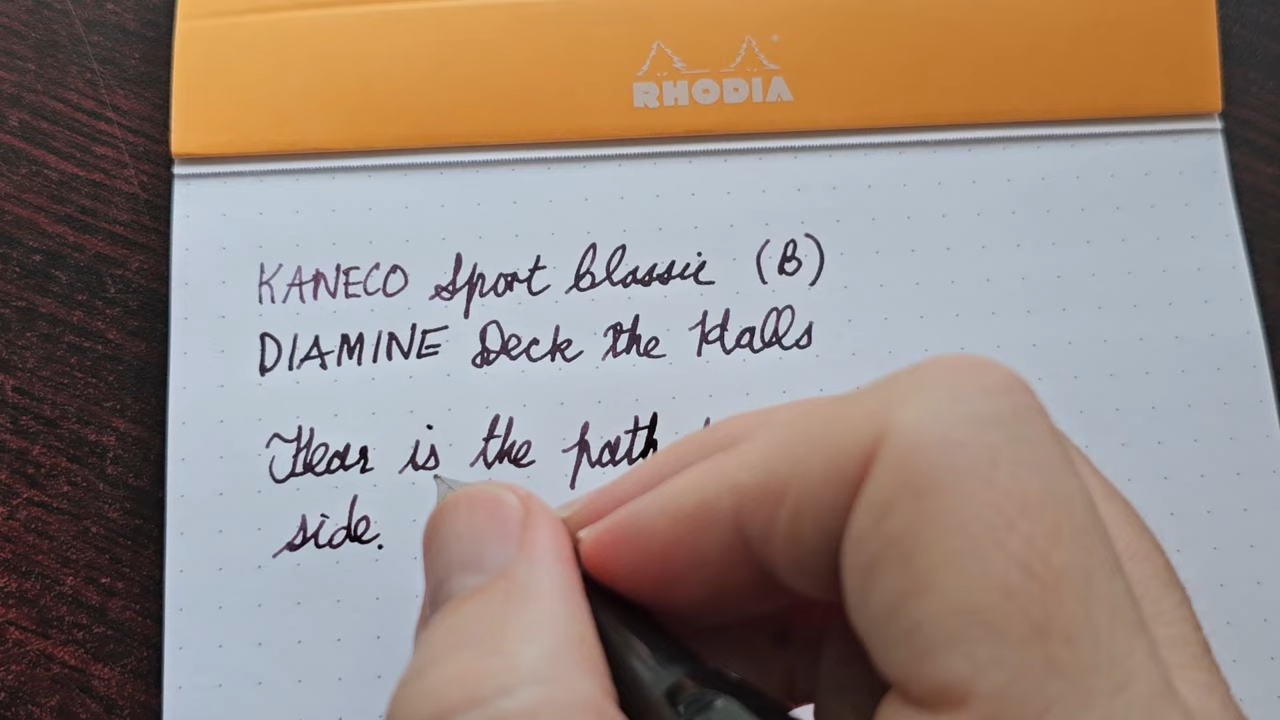 RHODIA
KANECO Sport Classic (B)
DIAMINE Deck the Halls
Fear is the path
side.